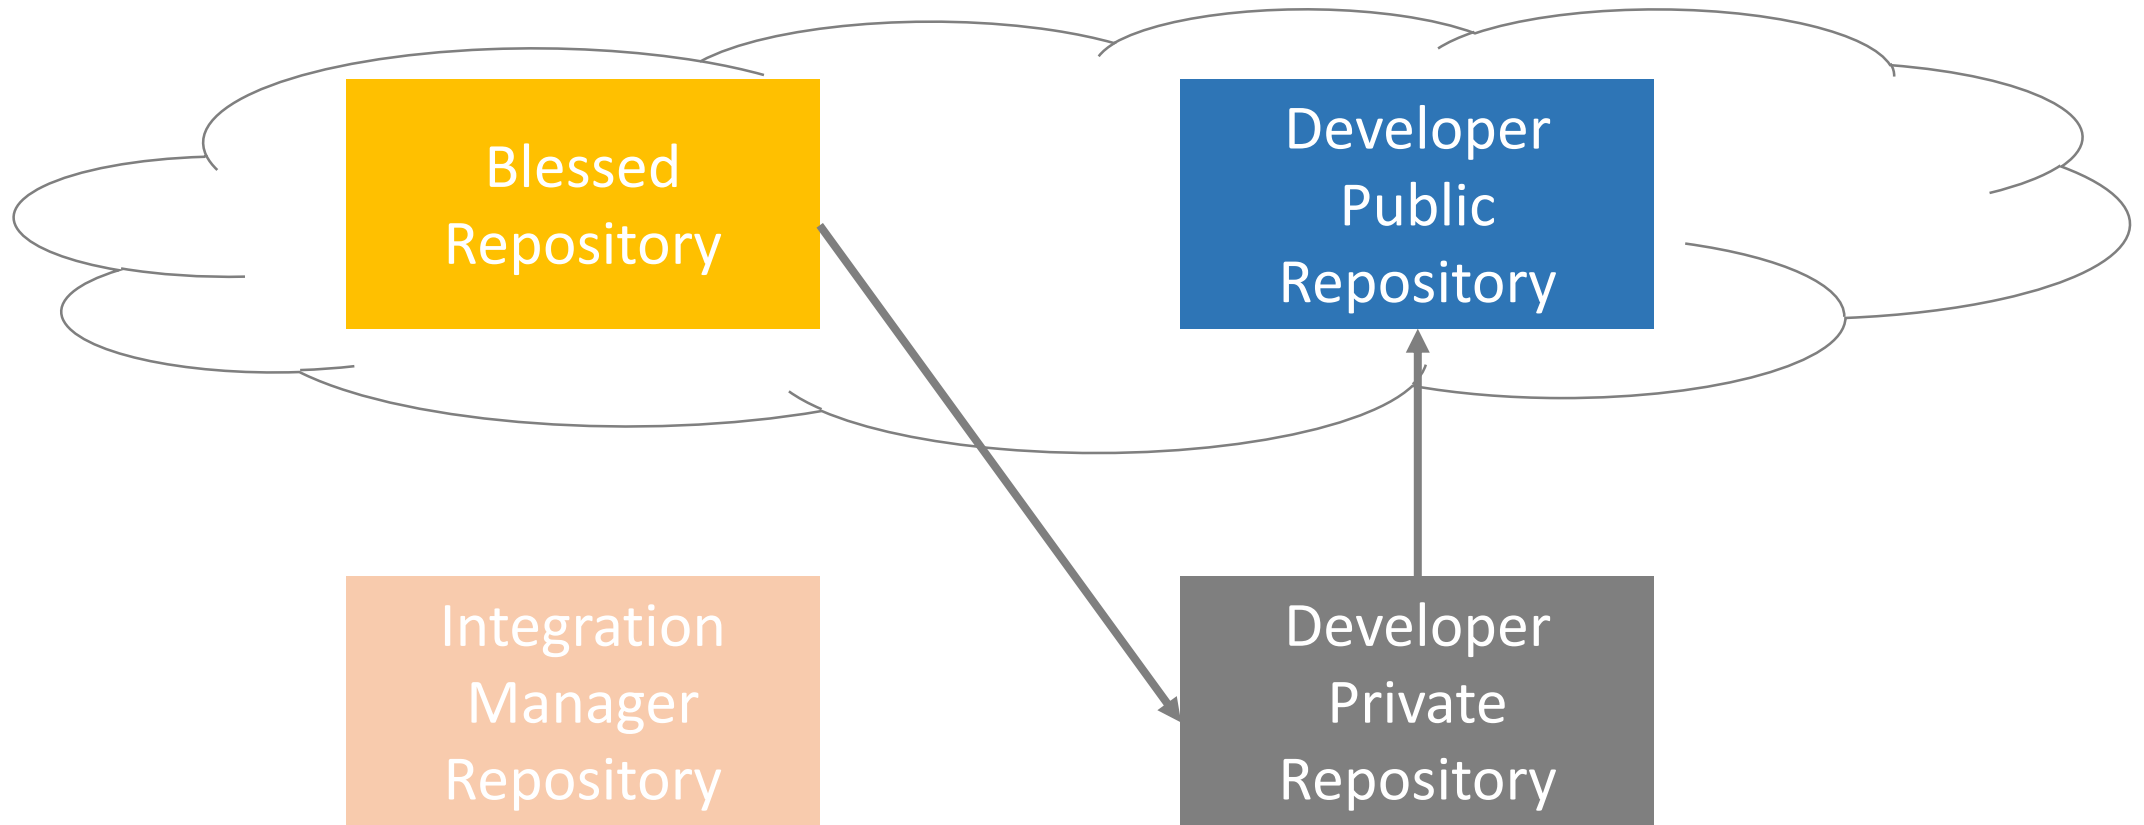 Blessed
Repository
Developer
Public
Repository
Integration
Manager
Repository
Developer
Private
Repository